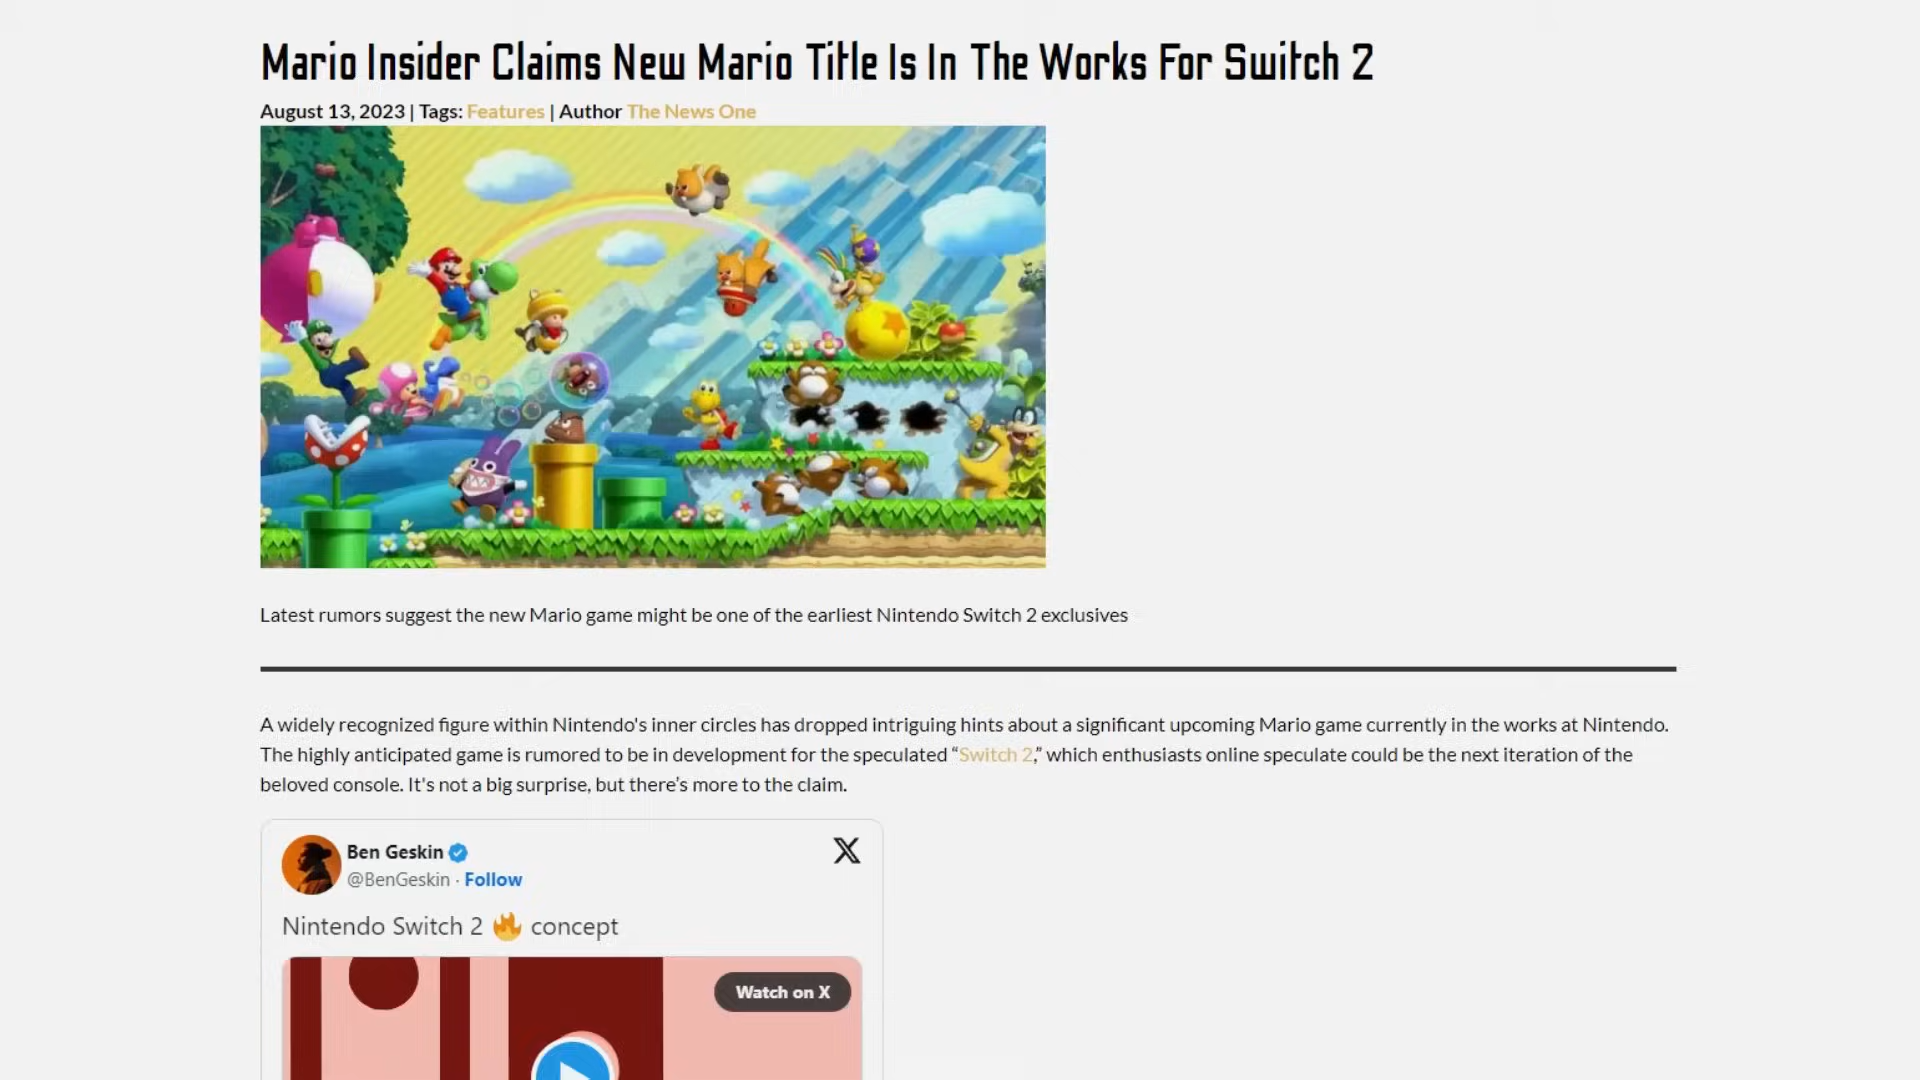 Mario Insider Claims New Mario Title Is In The Works For Switch 2
August 13, 2023 | Tags: Features | Author The News One
Latest rumors suggest the new Mario game might be one of the earliest Nintendo Switch 2 exclusives
A widely recognized figure within Nintendo's inner circles has dropped intriguing hints about a significant upcoming Mario game currently in the works at Nintendo.
The highly anticipated game is rumored to be in development for the speculated “Switch 2,” which enthusiasts online speculate could be the next iteration of the
beloved console. It's not a big surprise, but there’s more to the claim.
Ben Geskin
@BenGeskin · Follow
Nintendo Switch 2 🔥 concept
Watch on X